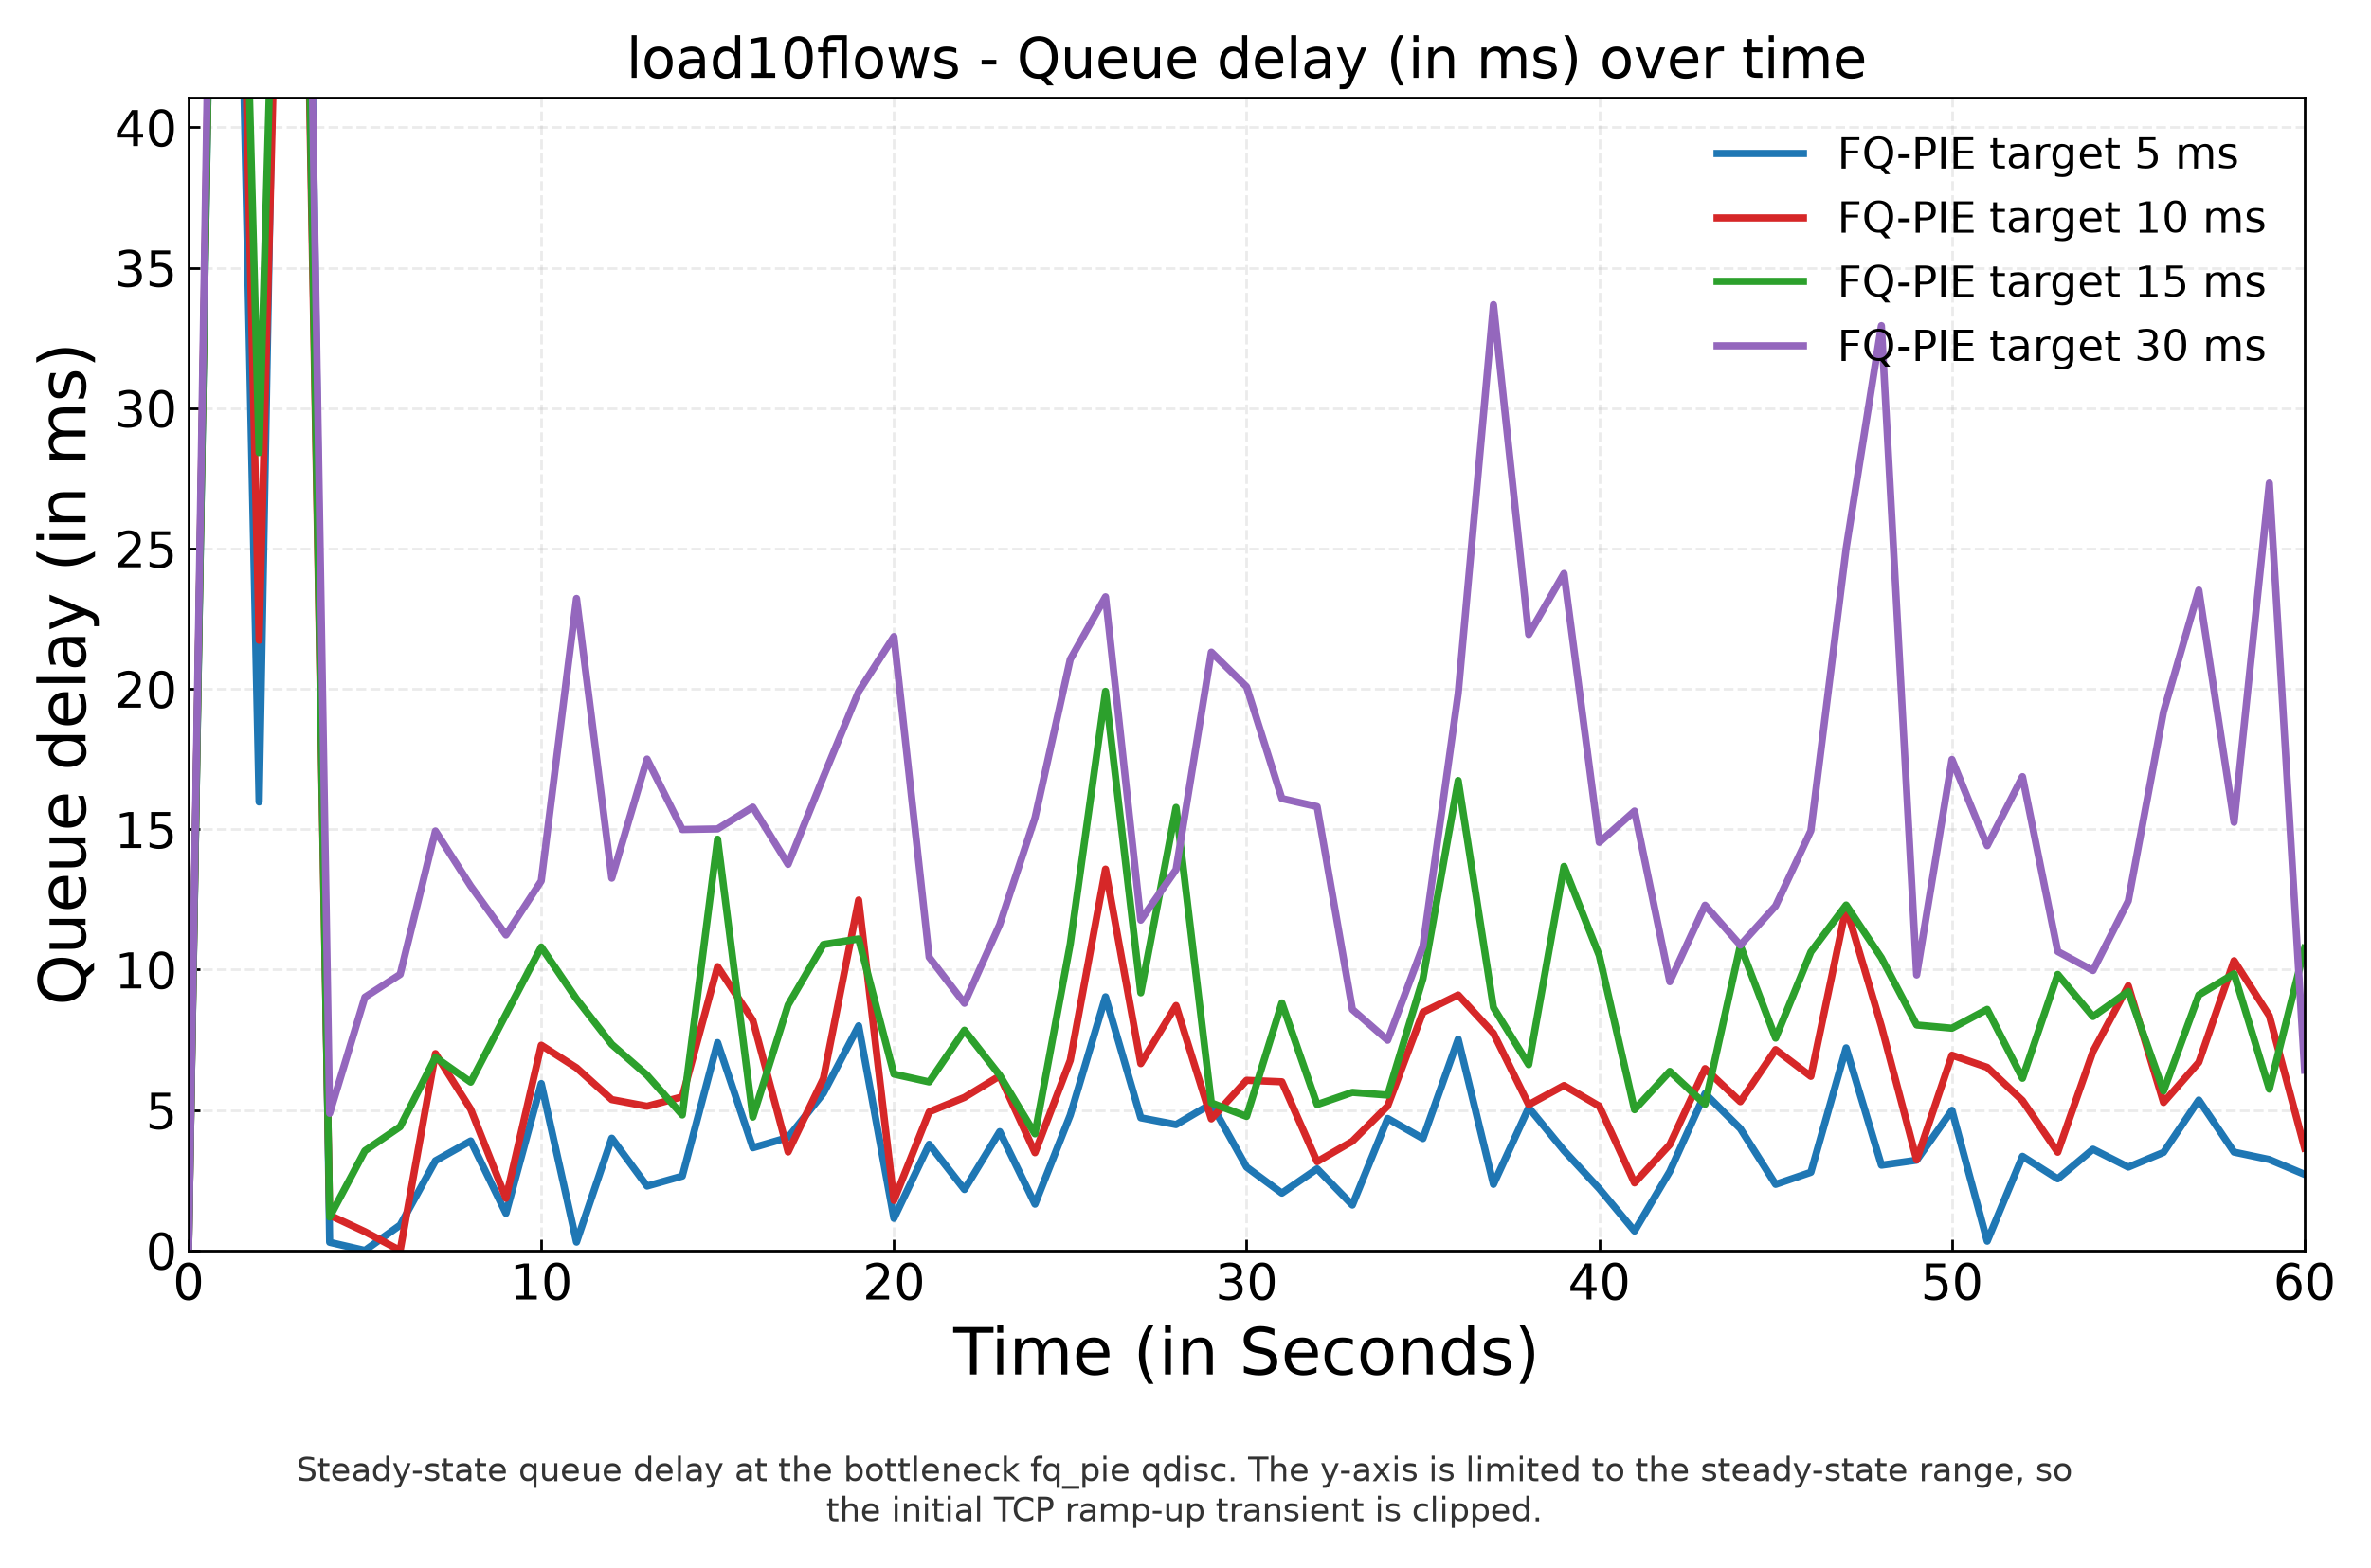 load10flows - Queue delay (in ms) over time
Queue delay (in ms)
40
35
30
25
20
15
10
5
0
FQ-PIE target 5 ms
FQ-PIE target 10 ms
FQ-PIE target 15 ms
FQ-PIE target 30 ms
0 10 20 30 40 50 60
Time (in Seconds)
Steady-state queue delay at the bottleneck fq_pie qdisc. The y-axis is limited to the steady-state range, so
the initial TCP ramp-up transient is clipped.